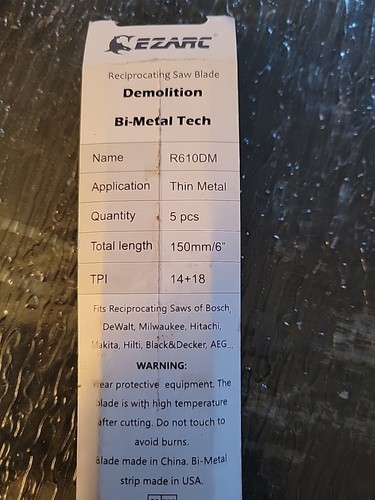 EZARC®
Reciprocating Saw Blade
Demolition
Bi-Metal Tech
Name R610DM
Application Thin Metal
Quantity 5 pcs
Total length 150mm/6"
TPI 14+18
Fits Reciprocating Saws of Bosch,
DeWalt, Milwaukee, Hitachi,
Makita, Hilti, Black&Decker, AEG...
WARNING:
Wear protective equipment. The
blade is with high temperature
after cutting. Do not touch to
avoid burns.
Blade made in China. Bi-Metal
strip made in USA.